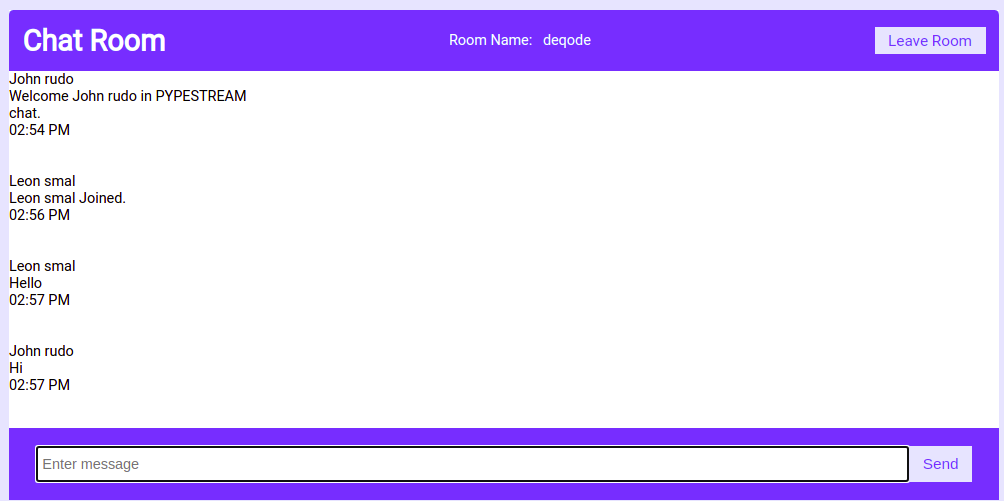 Chat Room
Room Name: deqode
Leave Room
John rudo
Welcome John rudo in PYPESTREAM
chat.
02:54 PM
Leon smal
Leon smal Joined.
02:56 PM
Leon smal
Hello
02:57 PM
John rudo
Hi
02:57 PM
Enter message
Send